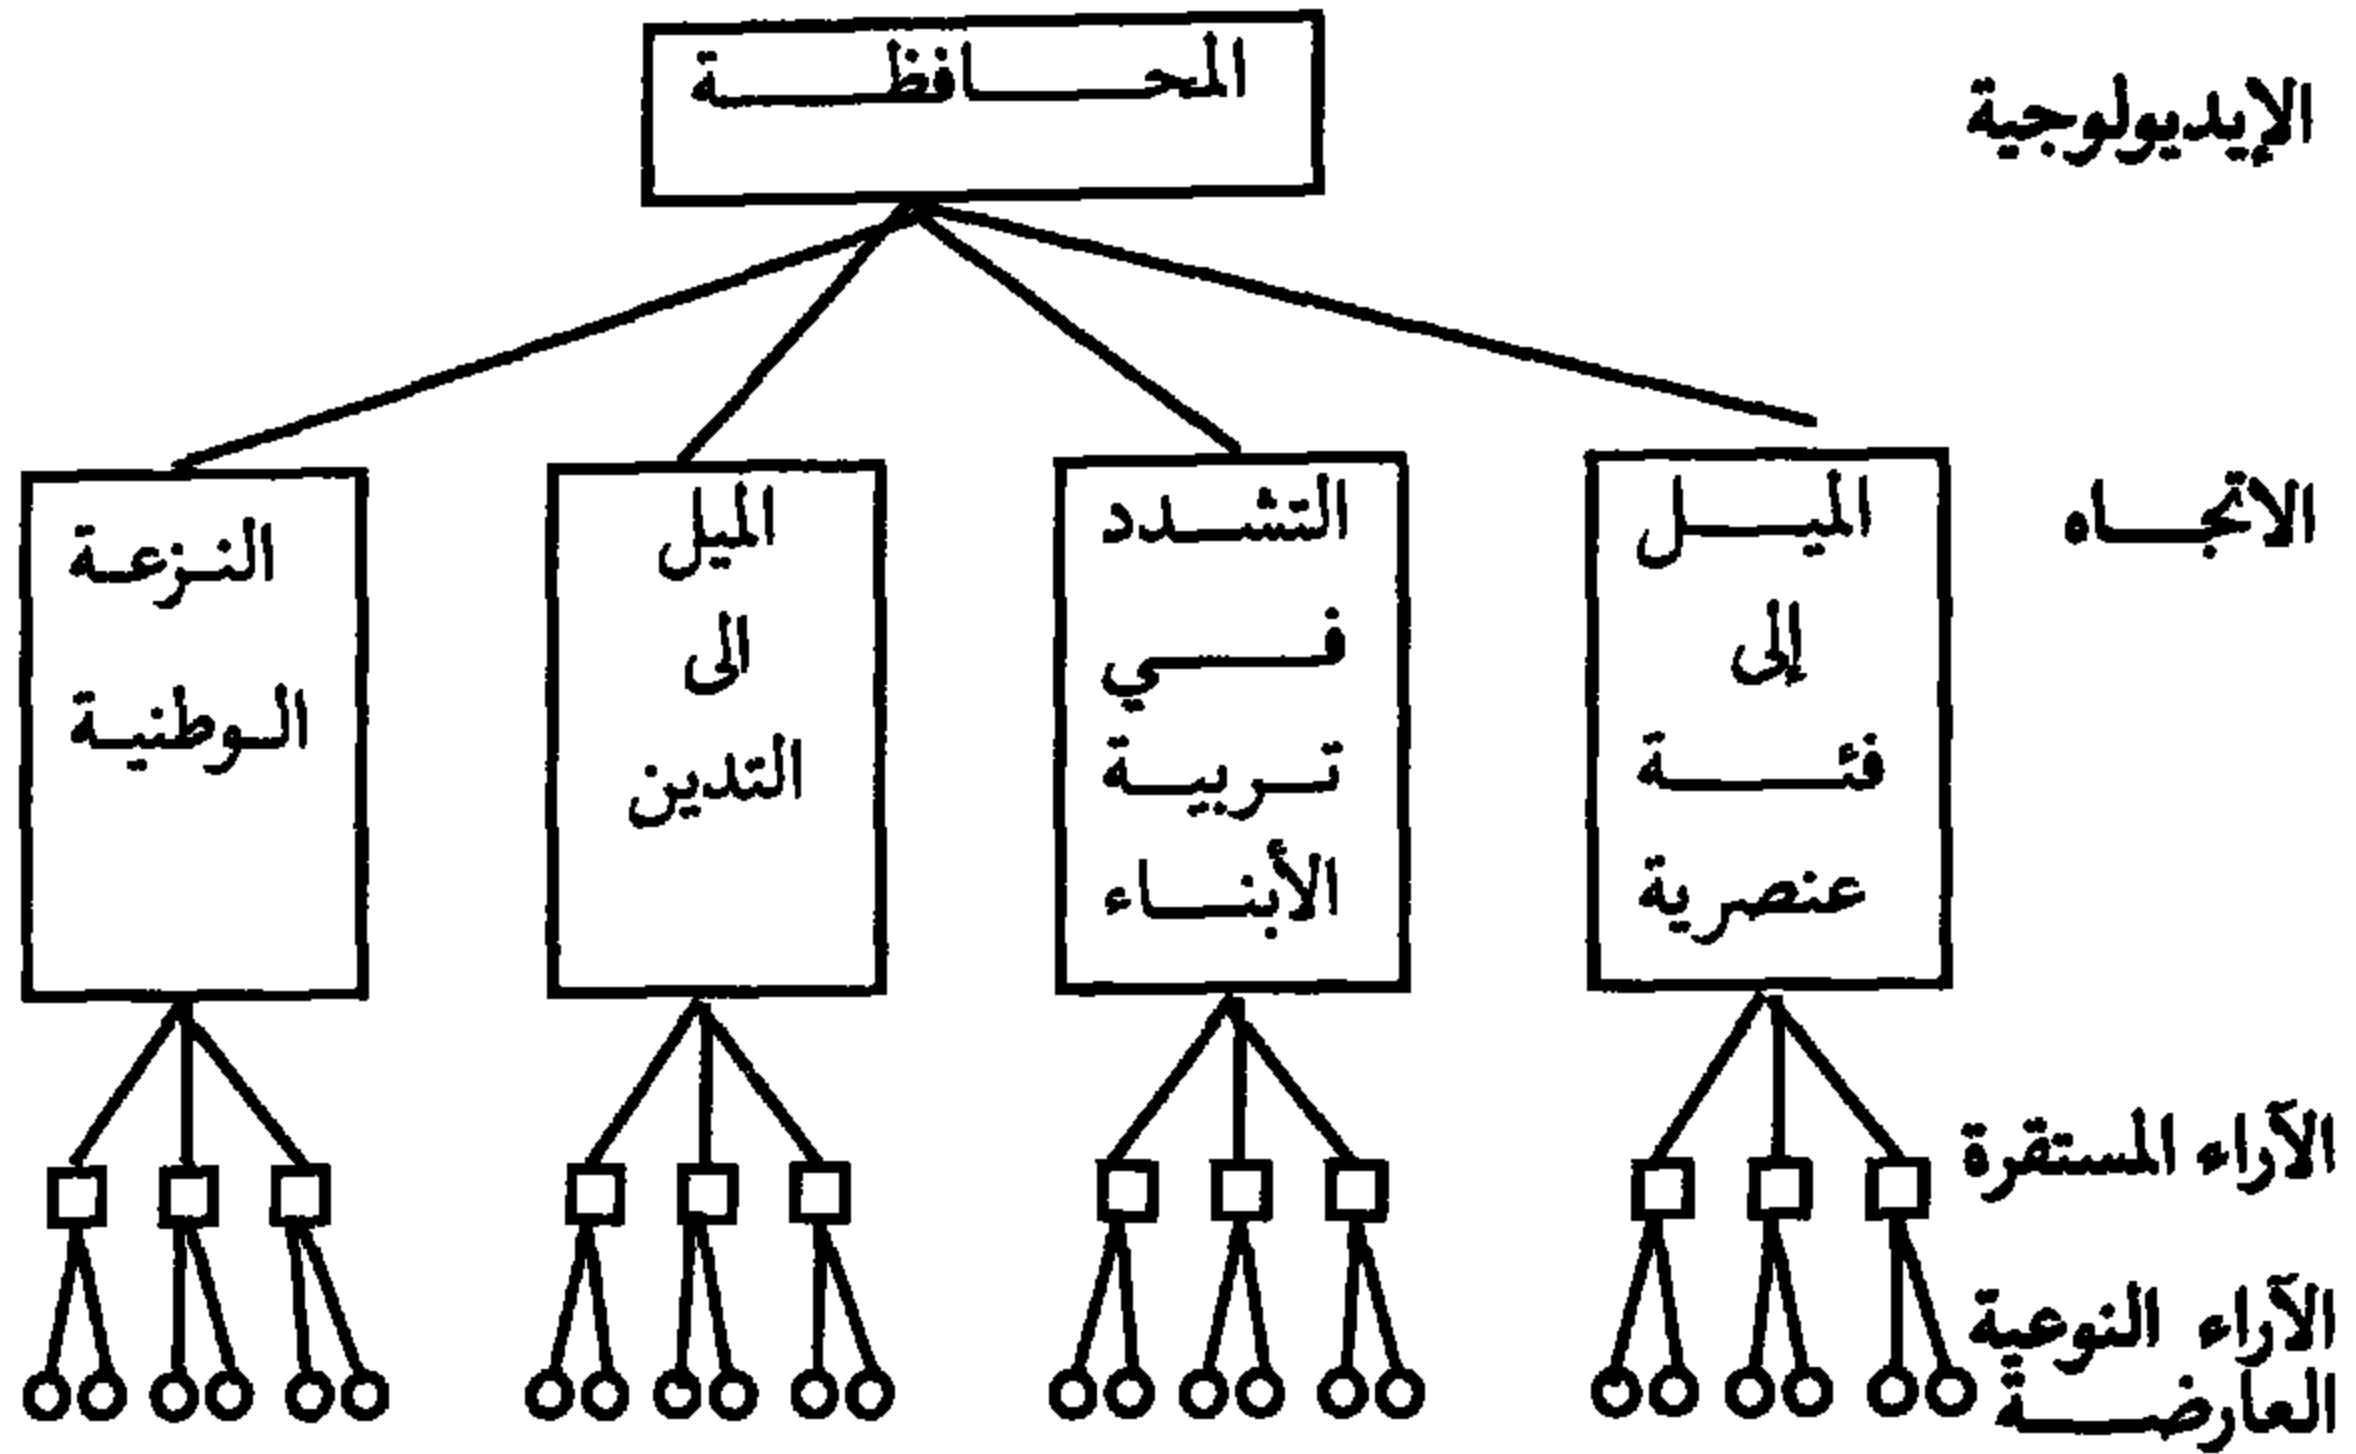 الإيديولوجية
المحافظة
الاتجاه
الميل
إلى
فئة
عنصرية
التشدد
في
تربية
الأبناء
الميل
الى
التدين
النزعة
الوطنية
الآراء المستقرة
الآراء النوعية
العارضة